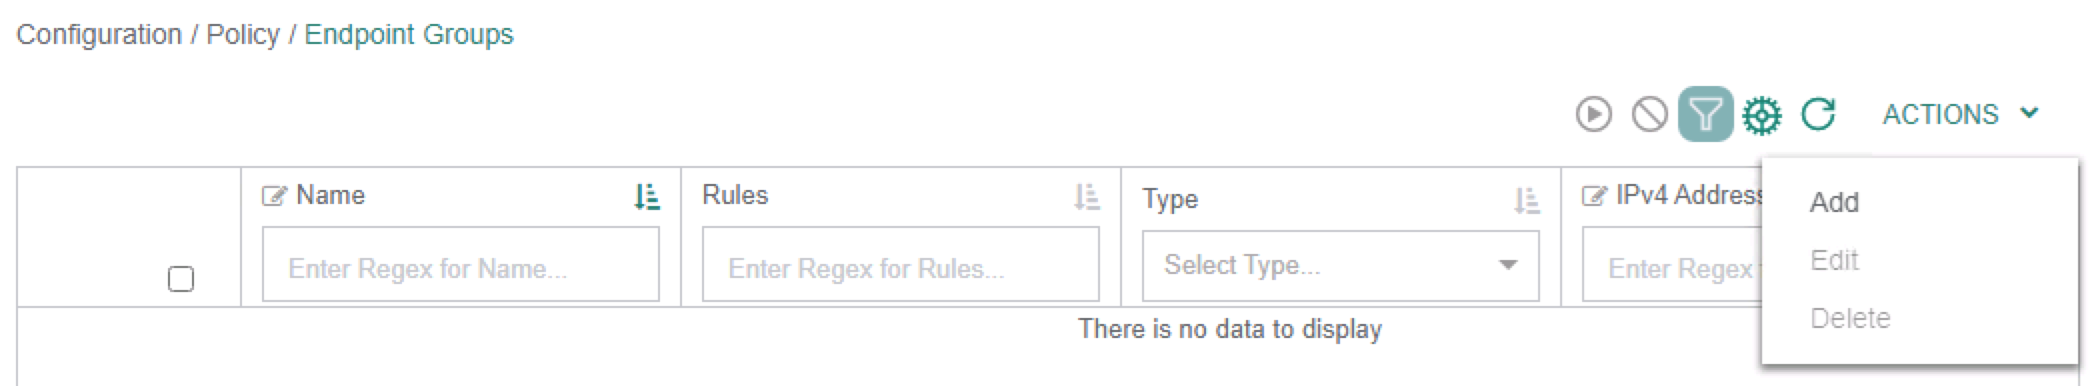 Configuration / Policy / Endpoint Groups
ACTIONS
Name
Rules
Type
IPv4 Address
Add
Enter Regex for Name...
Enter Regex for Rules...
Select Type...
Enter Regex
Edit
There is no data to display
Delete